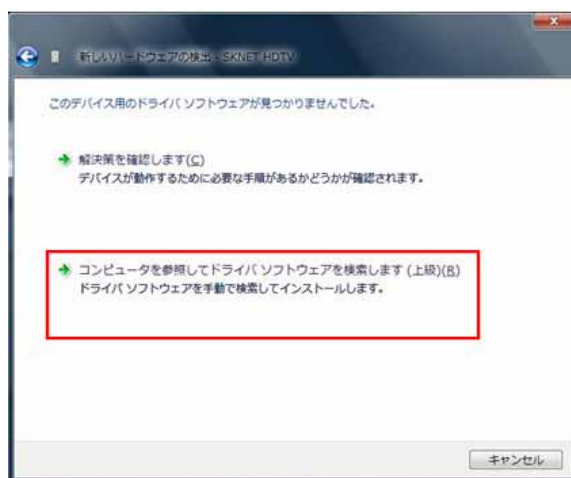 新しいハードウェアの検出 - SKNET HDTV
このデバイス用のドライバ ソフトウェアが見つかりませんでした。
解決策を確認します(C)
デバイスが動作するために必要な手順があるかどうかが確認されます。
コンピュータを参照してドライバ ソフトウェアを検索します (上級)(R)
ドライバ ソフトウェアを手動で検索してインストールします。
キャンセル